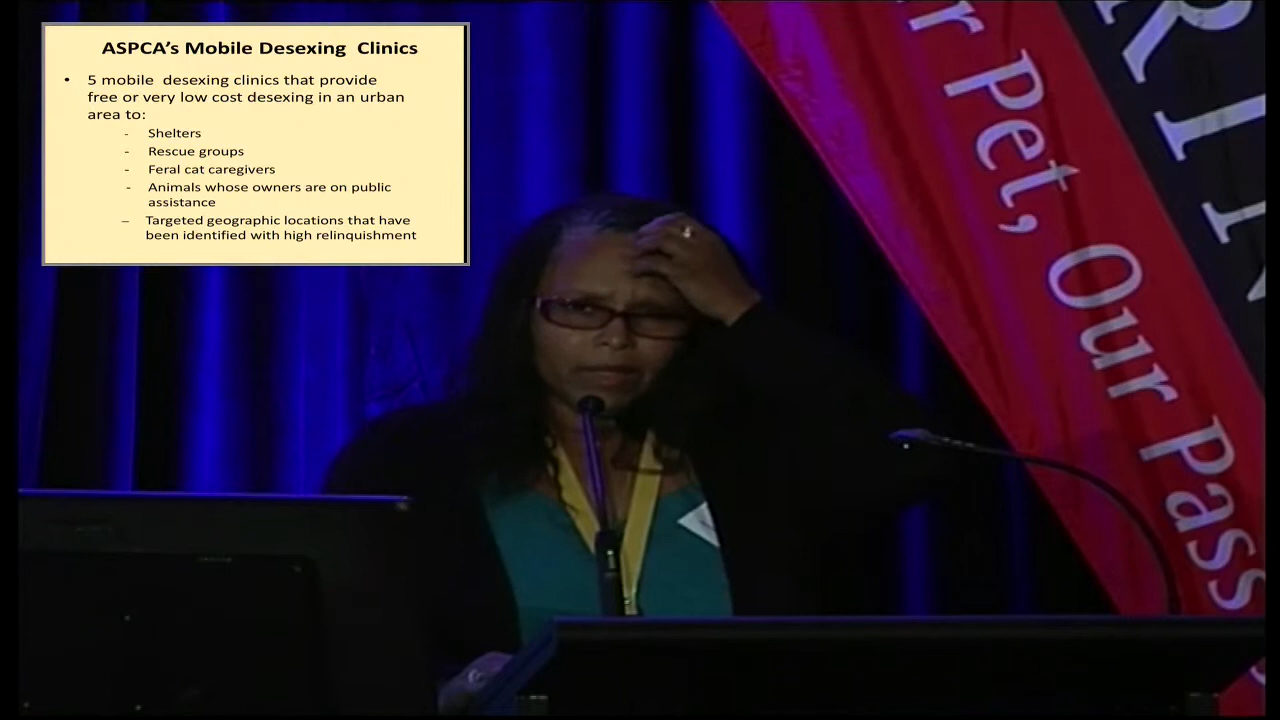 ASPCA's Mobile Desexing Clinics
• 5 mobile desexing clinics that provide
free or very low cost desexing in an urban
area to:
- Shelters
- Rescue groups
- Feral cat caregivers
- Animals whose owners are on public
assistance
– Targeted geographic locations that have
been identified with high relinquishment
Pet, Our Pass